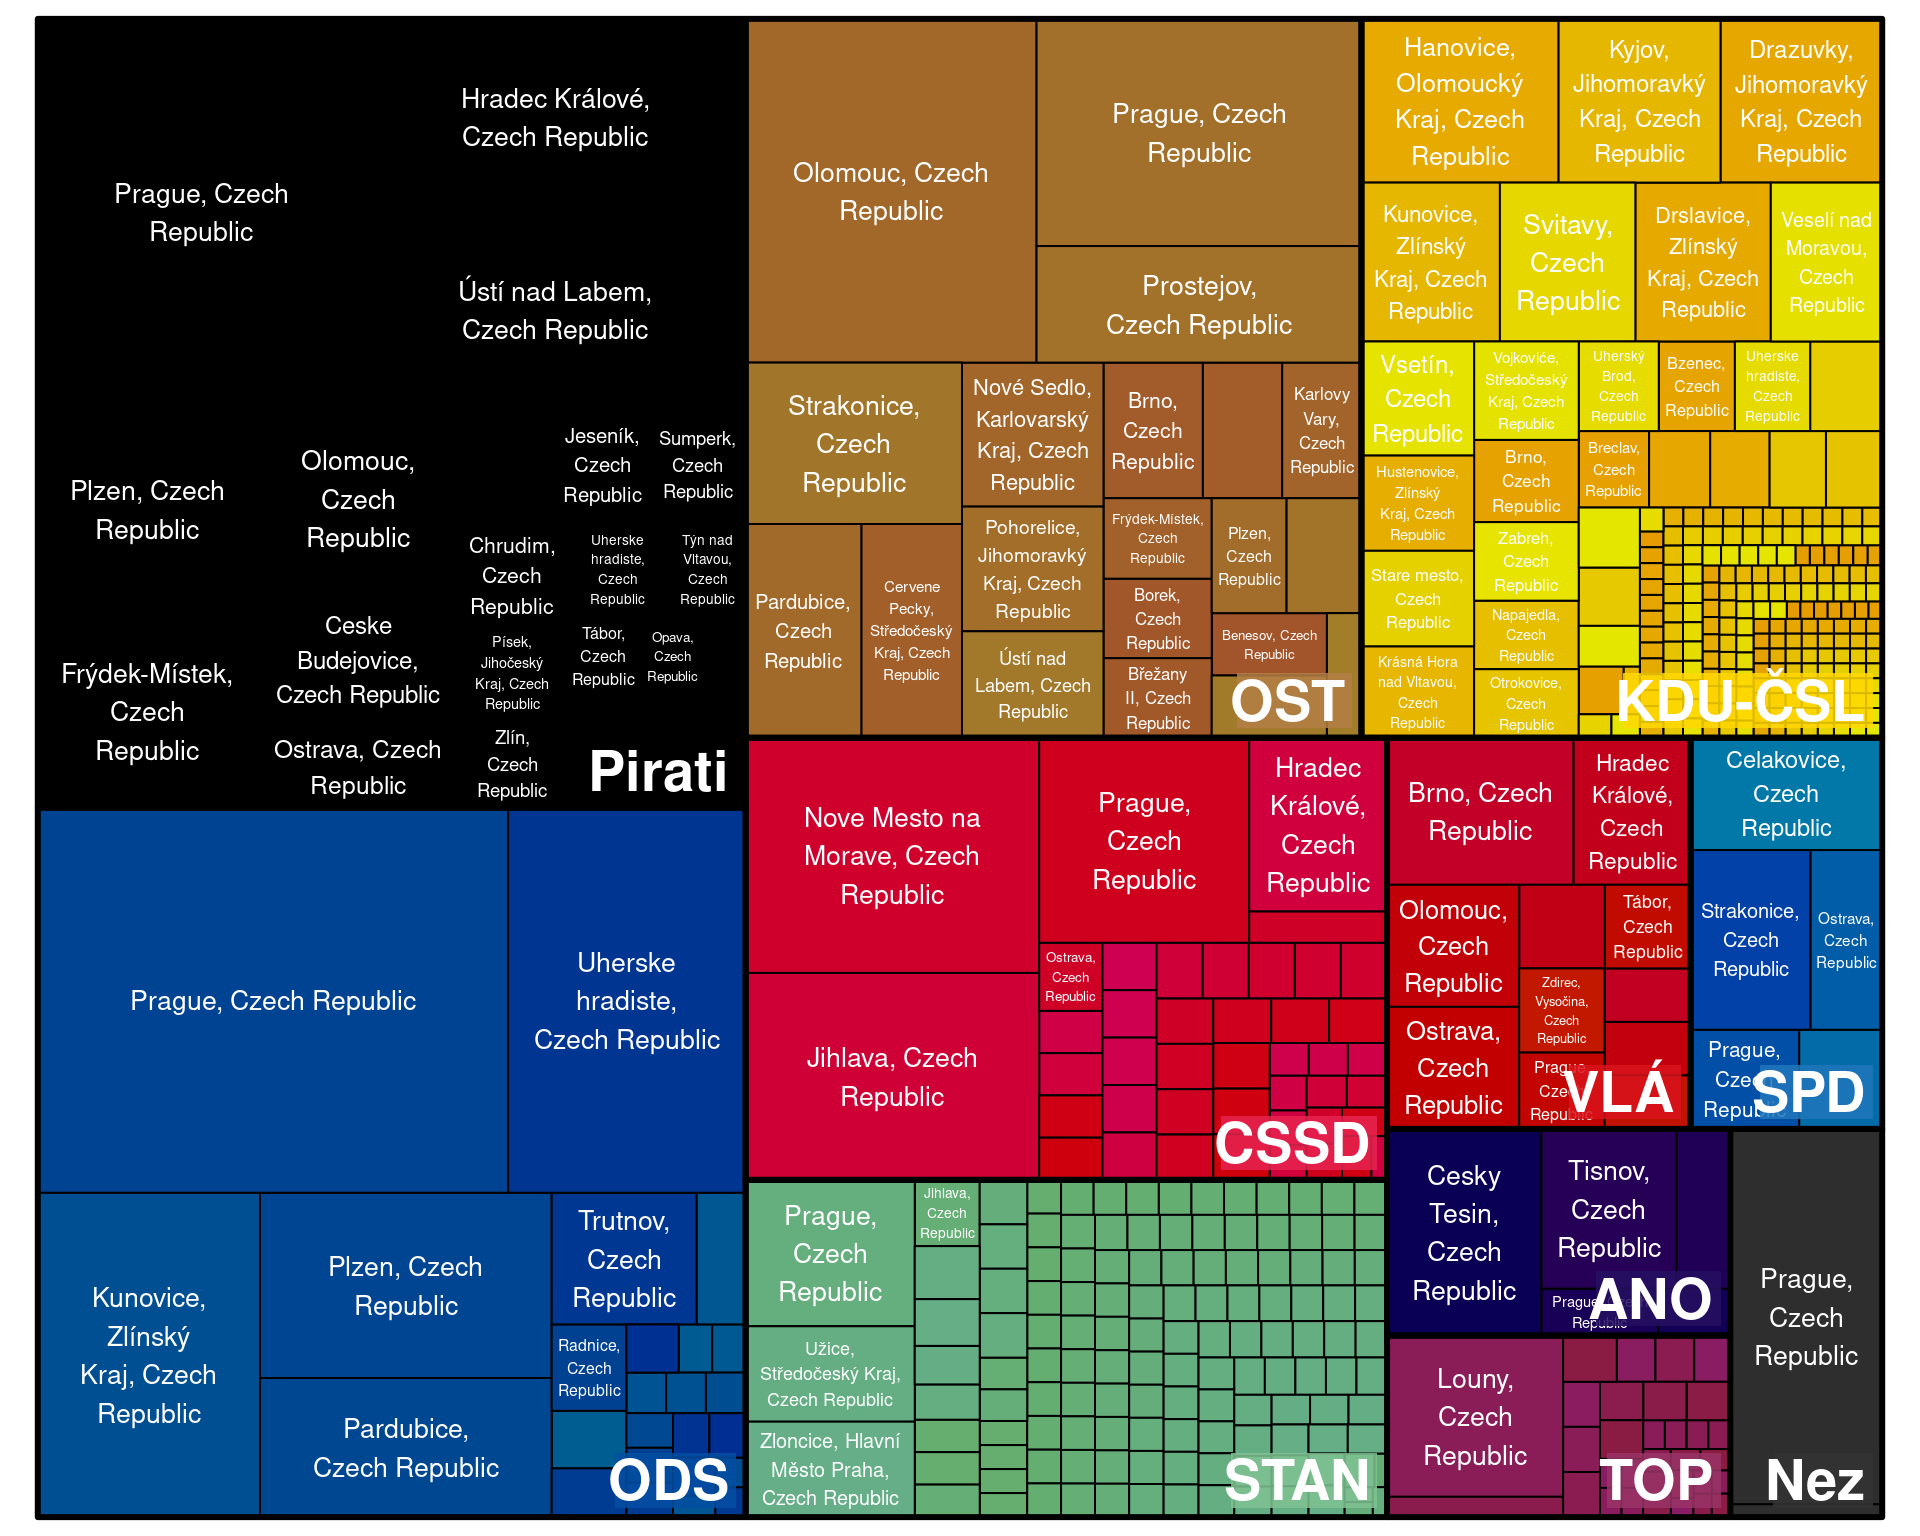 Prague, Czech
Republic
Hradec Králové,
Czech Republic
Ústí nad Labem,
Czech Republic
Plzen, Czech
Republic
Frýdek-Místek,
Czech
Republic
Olomouc,
Czech
Republic
Ceske
Budejovice,
Czech Republic
Ostrava, Czech
Republic
Chrudim,
Czech
Republic
Písek,
Jihočeský
Kraj, Czech
Republic
Zlín,
Czech
Republic
Jeseník,
Czech
Republic
Sumperk,
Czech
Republic
Uherske
hradiste,
Czech
Republic
Týn nad
Vltavou,
Czech
Republic
Tábor,
Czech
Republic
Opava,
Czech
Republic
Pirati
Prague, Czech Republic
Uherske
hradiste,
Czech Republic
Kunovice,
Zlínský
Kraj, Czech
Republic
Plzen, Czech
Republic
Pardubice,
Czech Republic
Trutnov,
Czech
Republic
Radnice,
Czech
Republic
ODS
Olomouc, Czech
Republic
Prague, Czech
Republic
Prostejov,
Czech Republic
Strakonice,
Czech
Republic
Pardubice,
Czech
Republic
Cervene
Pecky,
Středočeský
Kraj, Czech
Republic
Nové Sedlo,
Karlovarský
Kraj, Czech
Republic
Pohorelice,
Jihomoravký
Kraj, Czech
Republic
Ústí nad
Labem, Czech
Republic
Brno,
Czech
Republic
Karlovy
Vary,
Czech
Republic
Frýdek-Místek,
Czech
Republic
Borek,
Czech
Republic
Břežany
II, Czech
Republic
Plzen,
Czech
Republic
Benesov, Czech
Republic
OST
Hanovice,
Olomoucký
Kraj, Czech
Republic
Kyjov,
Jihomoravký
Kraj, Czech
Republic
Drazuvky,
Jihomoravký
Kraj, Czech
Republic
Kunovice,
Zlínský
Kraj, Czech
Republic
Svitavy,
Czech
Republic
Drslavice,
Zlínský
Kraj, Czech
Republic
Veselí nad
Moravou,
Czech
Republic
Vsetín,
Czech
Republic
Hustenovice,
Zlínský
Kraj, Czech
Republic
Stare mesto,
Czech
Republic
Krásná Hora
nad Vltavou,
Czech
Republic
Vojkoviće,
Středočeský
Kraj, Czech
Republic
Brno,
Czech
Republic
Zabreh,
Czech
Republic
Napajedla,
Czech
Republic
Otrokovice,
Czech
Republic
Uherský
Brod,
Czech
Republic
Bzenec,
Czech
Republic
Uherske
hradiste,
Czech
Republic
Breclav,
Czech
Republic
KDU-ČSL
Nove Mesto na
Morave, Czech
Republic
Jihlava, Czech
Republic
Prague,
Czech
Republic
Hradec
Králové,
Czech
Republic
Ostrava,
Czech
Republic
CSSD
Prague,
Czech
Republic
Užice,
Středočeský Kraj,
Czech Republic
Zloncice, Hlavní
Město Praha,
Czech Republic
Jihlava,
Czech
Republic
STAN
Brno, Czech
Republic
Hradec
Králové,
Czech
Republic
Olomouc,
Czech
Republic
Ostrava,
Czech
Republic
Tábor,
Czech
Republic
Zdirec,
Vysočina,
Czech
Republic
Prague,
Czech
Republic
VLÁ
Celakovice,
Czech
Republic
Strakonice,
Czech
Republic
Ostrava,
Czech
Republic
Prague,
Czech
Republic
SPD
Cesky
Tesin,
Czech
Republic
Tisnov,
Czech
Republic
Prague,
Republic
ANO
Louny,
Czech
Republic
TOP
Prague,
Czech
Republic
Nez